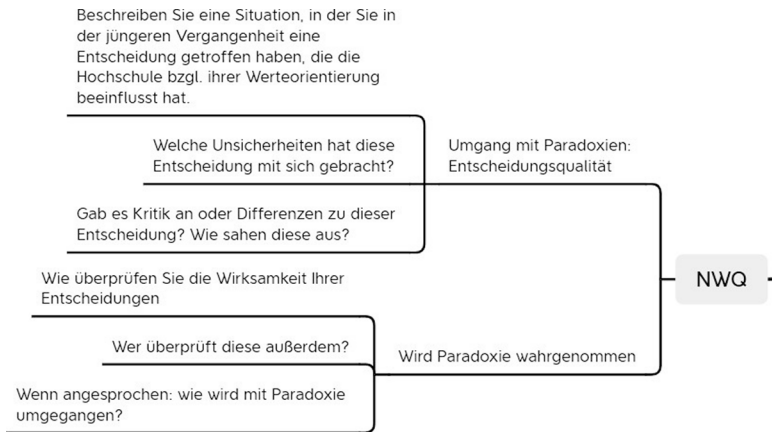 Beschreiben Sie eine Situation, in der Sie in
der jüngeren Vergangenheit eine
Entscheidung getroffen haben, die die
Hochschule bzgl. ihrer Werteorientierung
beeinflusst hat.
Welche Unsicherheiten hat diese
Entscheidung mit sich gebracht?
Gab es Kritik an oder Differenzen zu dieser
Entscheidung? Wie sahen diese aus?
Umgang mit Paradoxien:
Entscheidungsqualität
Wie überprüfen Sie die Wirksamkeit Ihrer
Entscheidungen
Wer überprüft diese außerdem?
Wenn angesprochen: wie wird mit Paradoxie
umgegangen?
Wird Paradoxie wahrgenommen
NWQ